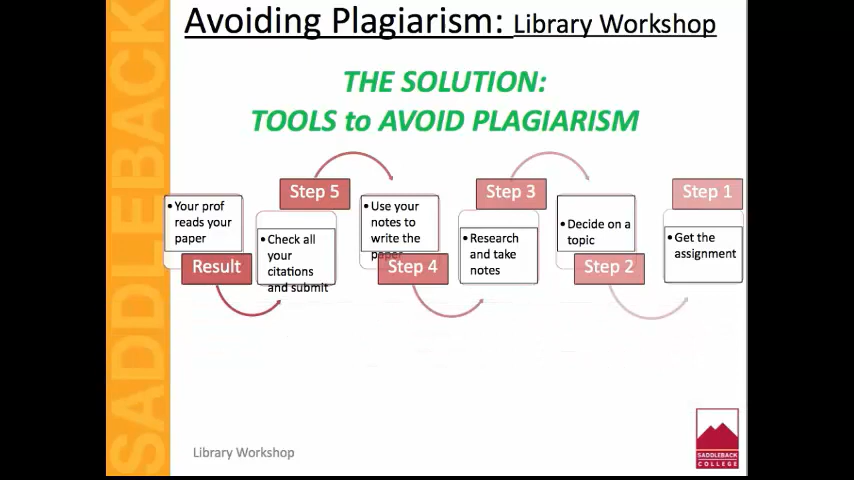 Avoiding Plagiarism: Library Workshop
THE SOLUTION:
TOOLS to AVOID PLAGIARISM
Your prof
reads your
paper
Result
Step 5
Check all
your
citations
and submit
Use your
notes to
write the
paper
Step 4
Step 3
Research
and take
notes
Decide on a
topic
Step 2
Step 1
Get the
assignment
SADDLEBACK
Library Workshop
SADDLEBACK
COLLEGE